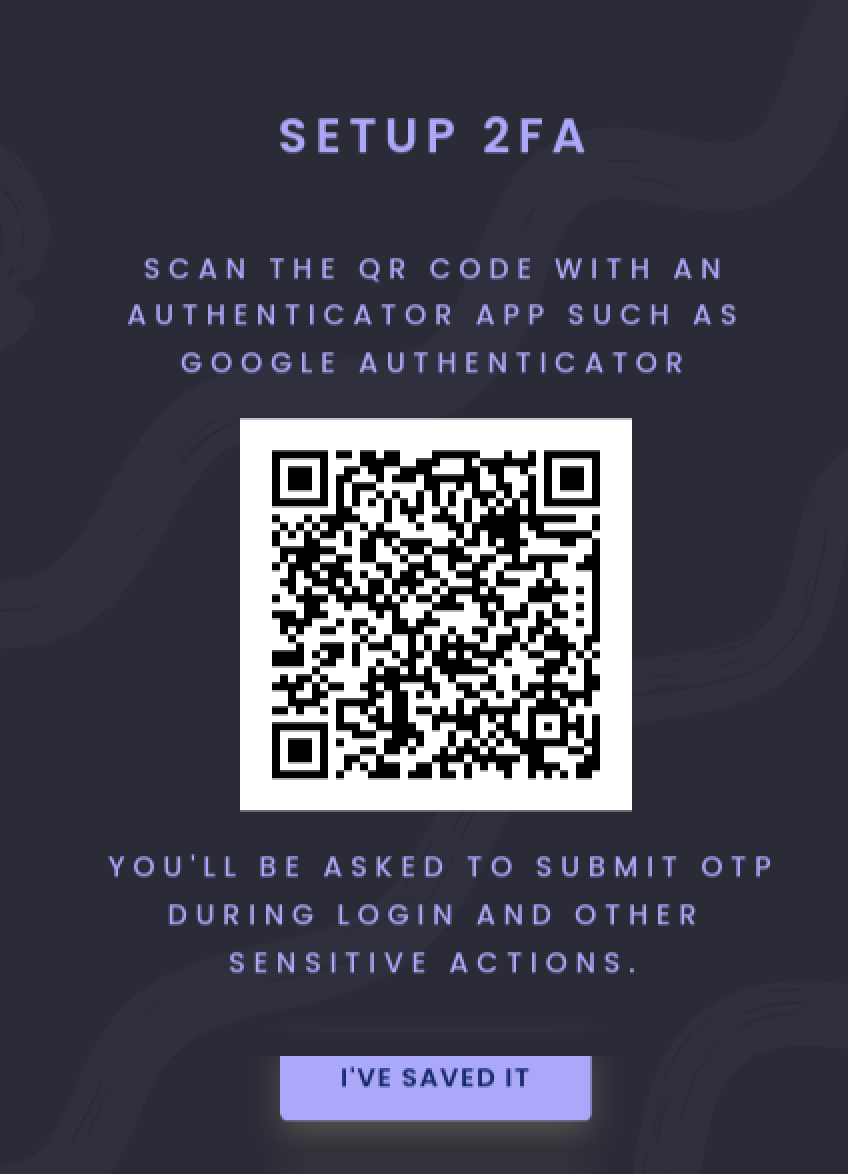 SETUP 2FA
SCAN THE QR CODE WITH AN
AUTHENTICATOR APP SUCH AS
GOOGLE AUTHENTICATOR
YOU'LL BE ASKED TO SUBMIT OTP
DURING LOGIN AND OTHER
SENSITIVE ACTIONS.
I'VE SAVED IT